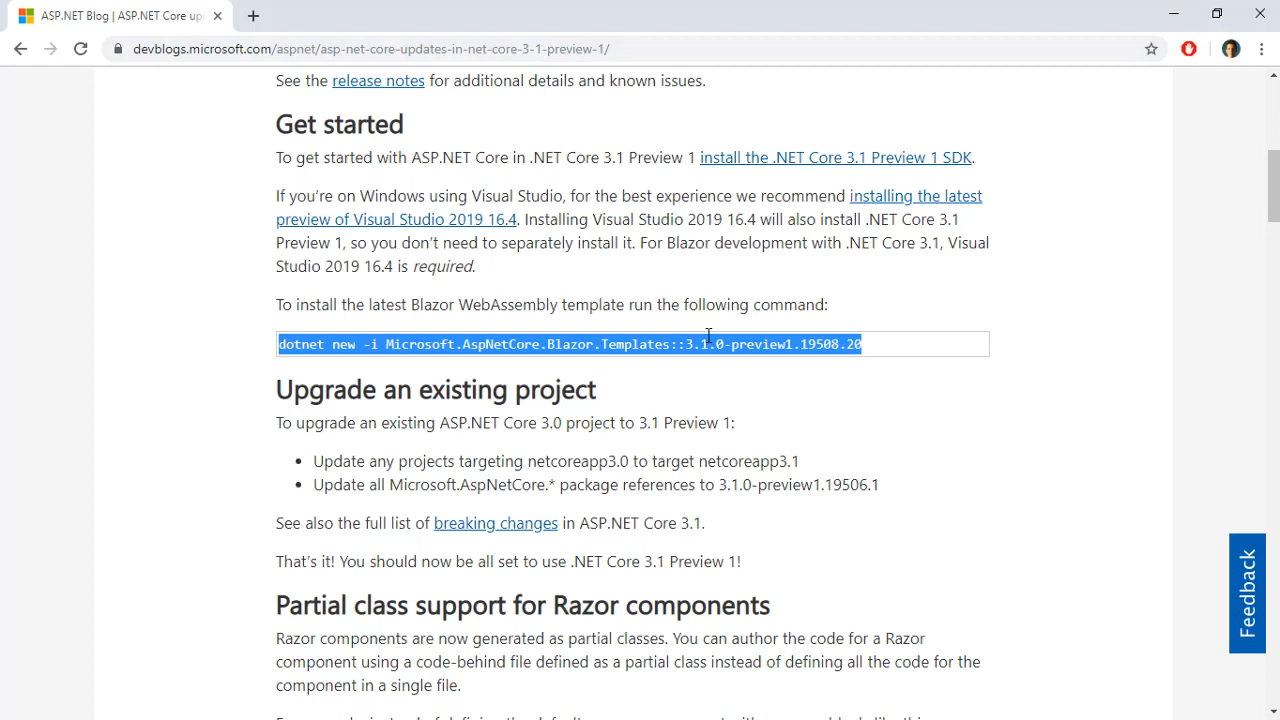 ASP.NET Blog | ASP.NET Core up
devblogs.microsoft.com/aspnet/asp-net-core-updates-in-net-core-3-1-preview-1/
See the release notes for additional details and known issues.
Get started
To get started with ASP.NET Core in .NET Core 3.1 Preview 1 install the .NET Core 3.1 Preview 1 SDK.
If you're on Windows using Visual Studio, for the best experience we recommend installing the latest
preview of Visual Studio 2019 16.4. Installing Visual Studio 2019 16.4 will also install .NET Core 3.1
Preview 1, so you don't need to separately install it. For Blazor development with .NET Core 3.1, Visual
Studio 2019 16.4 is required.
To install the latest Blazor WebAssembly template run the following command:
dotnet new -i Microsoft.AspNetCore.Blazor.Templates::3.1.0-preview1.19508.20
Upgrade an existing project
To upgrade an existing ASP.NET Core 3.0 project to 3.1 Preview 1:
• Update any projects targeting netcoreapp3.0 to target netcoreapp3.1
• Update all Microsoft.AspNetCore.* package references to 3.1.0-preview1.19506.1
See also the full list of breaking changes in ASP.NET Core 3.1.
That's it! You should now be all set to use .NET Core 3.1 Preview 1!
Partial class support for Razor components
Razor components are now generated as partial classes. You can author the code for a Razor
component using a code-behind file defined as a partial class instead of defining all the code for the
component in a single file.
Feedback